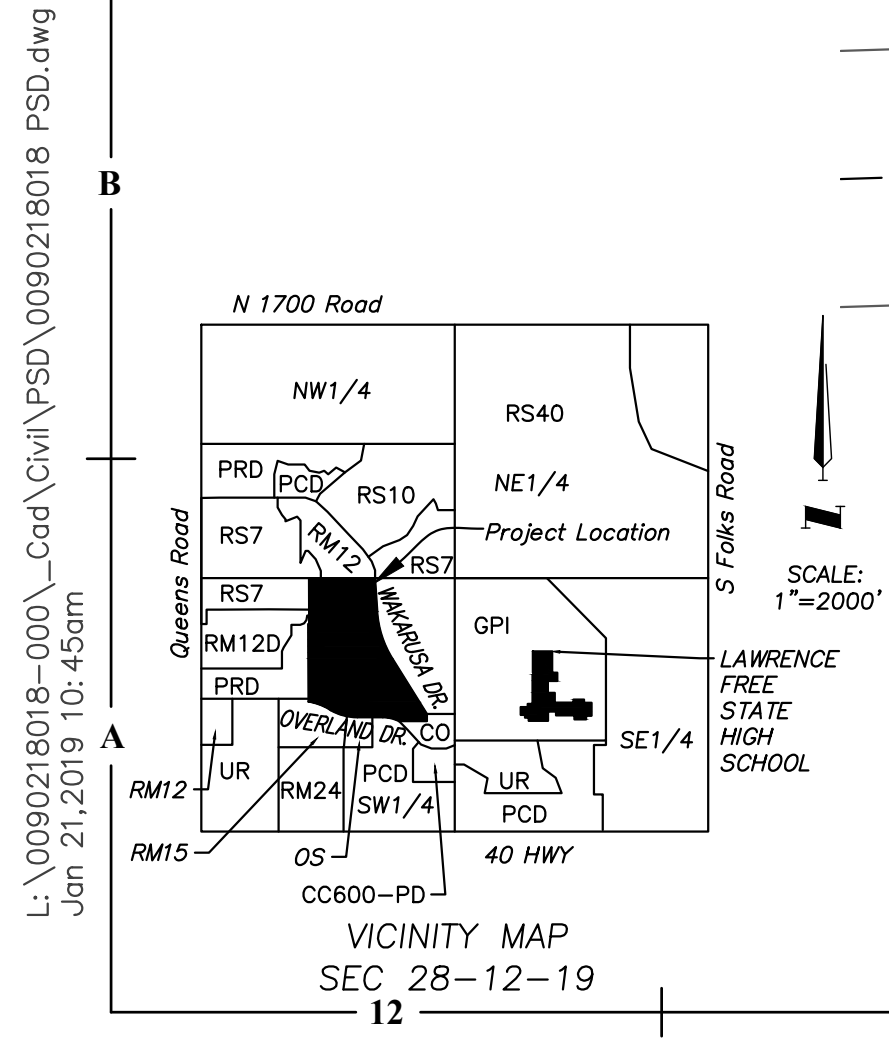 L:\0090218018-000\_Cad\Civil\PSD\0090218018 PSD.dwg
Jan 21,2019 10:45am
B
A
12
N 1700 Road
NW1/4
RS40
NE1/4
PRD
PCD
RS10
RS7
RM12
RS7
Project Location
Queens Road
S Folks Road
N
SCALE:
1"=2000'
RS7
RM12D
PRD
WAKARUSA DR.
GPI
LAWRENCE
FREE
STATE
HIGH
SCHOOL
OVERLAND DR.
CO
SE1/4
RM12
UR
RM24
PCD
SW1/4
UR
PCD
RM15
OS
40 HWY
CC600-PD
VICINITY MAP
SEC 28-12-19